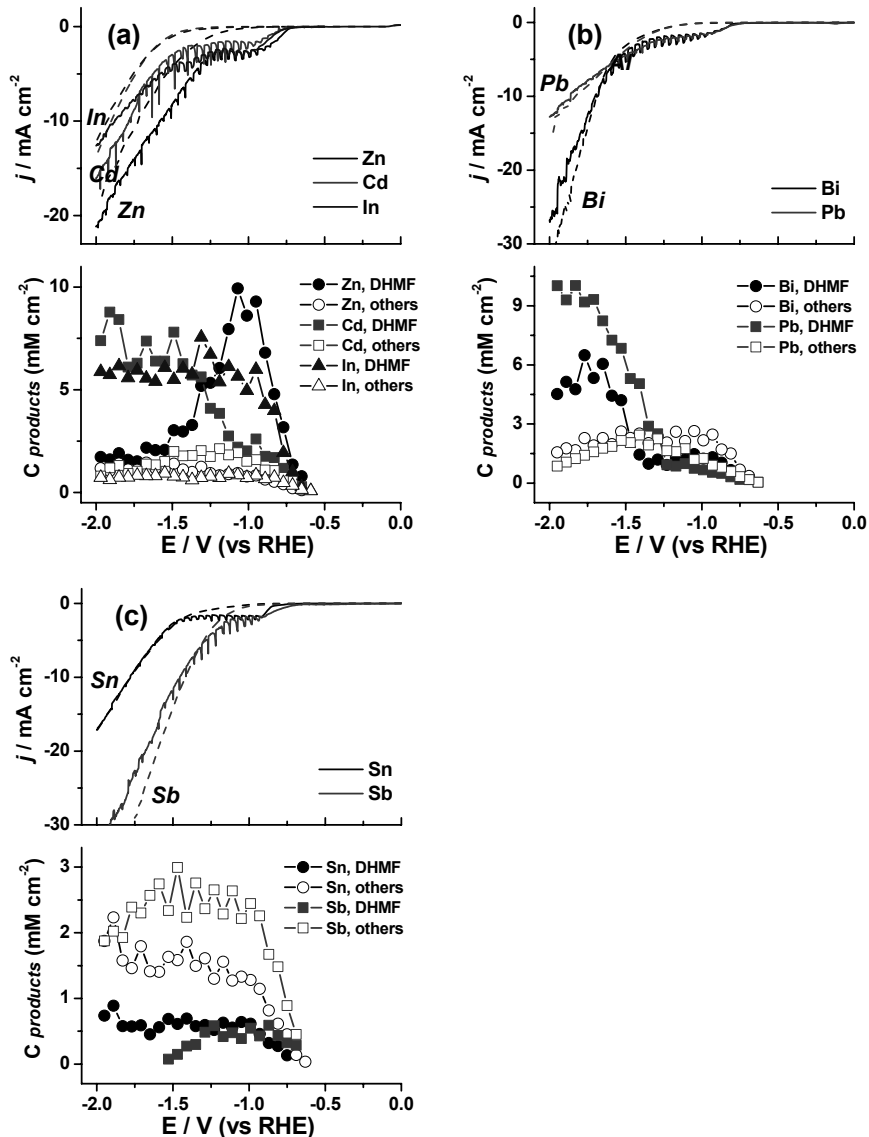 (a)
j / mA cm-2
0
-10
-20
In
Cd
Zn
Zn
Cd
In
C products (mM cm-2)
10
5
0
Zn, DHMF
Zn, others
Cd, DHMF
Cd, others
In, DHMF
In, others
-2.0 -1.5 -1.0 -0.5 0.0
E / V (vs RHE)
(b)
j / mA cm-2
0
-10
-20
-30
Pb
Bi
Bi
Pb
C products (mM cm-2)
9
6
3
0
Bi, DHMF
Bi, others
Pb, DHMF
Pb, others
-2.0 -1.5 -1.0 -0.5 0.0
E / V (vs RHE)
(c)
j / mA cm-2
0
-10
-20
-30
Sn
Sb
Sn
Sb
C products (mM cm-2)
3
2
1
0
Sn, DHMF
Sn, others
Sb, DHMF
Sb, others
-2.0 -1.5 -1.0 -0.5 0.0
E / V (vs RHE)